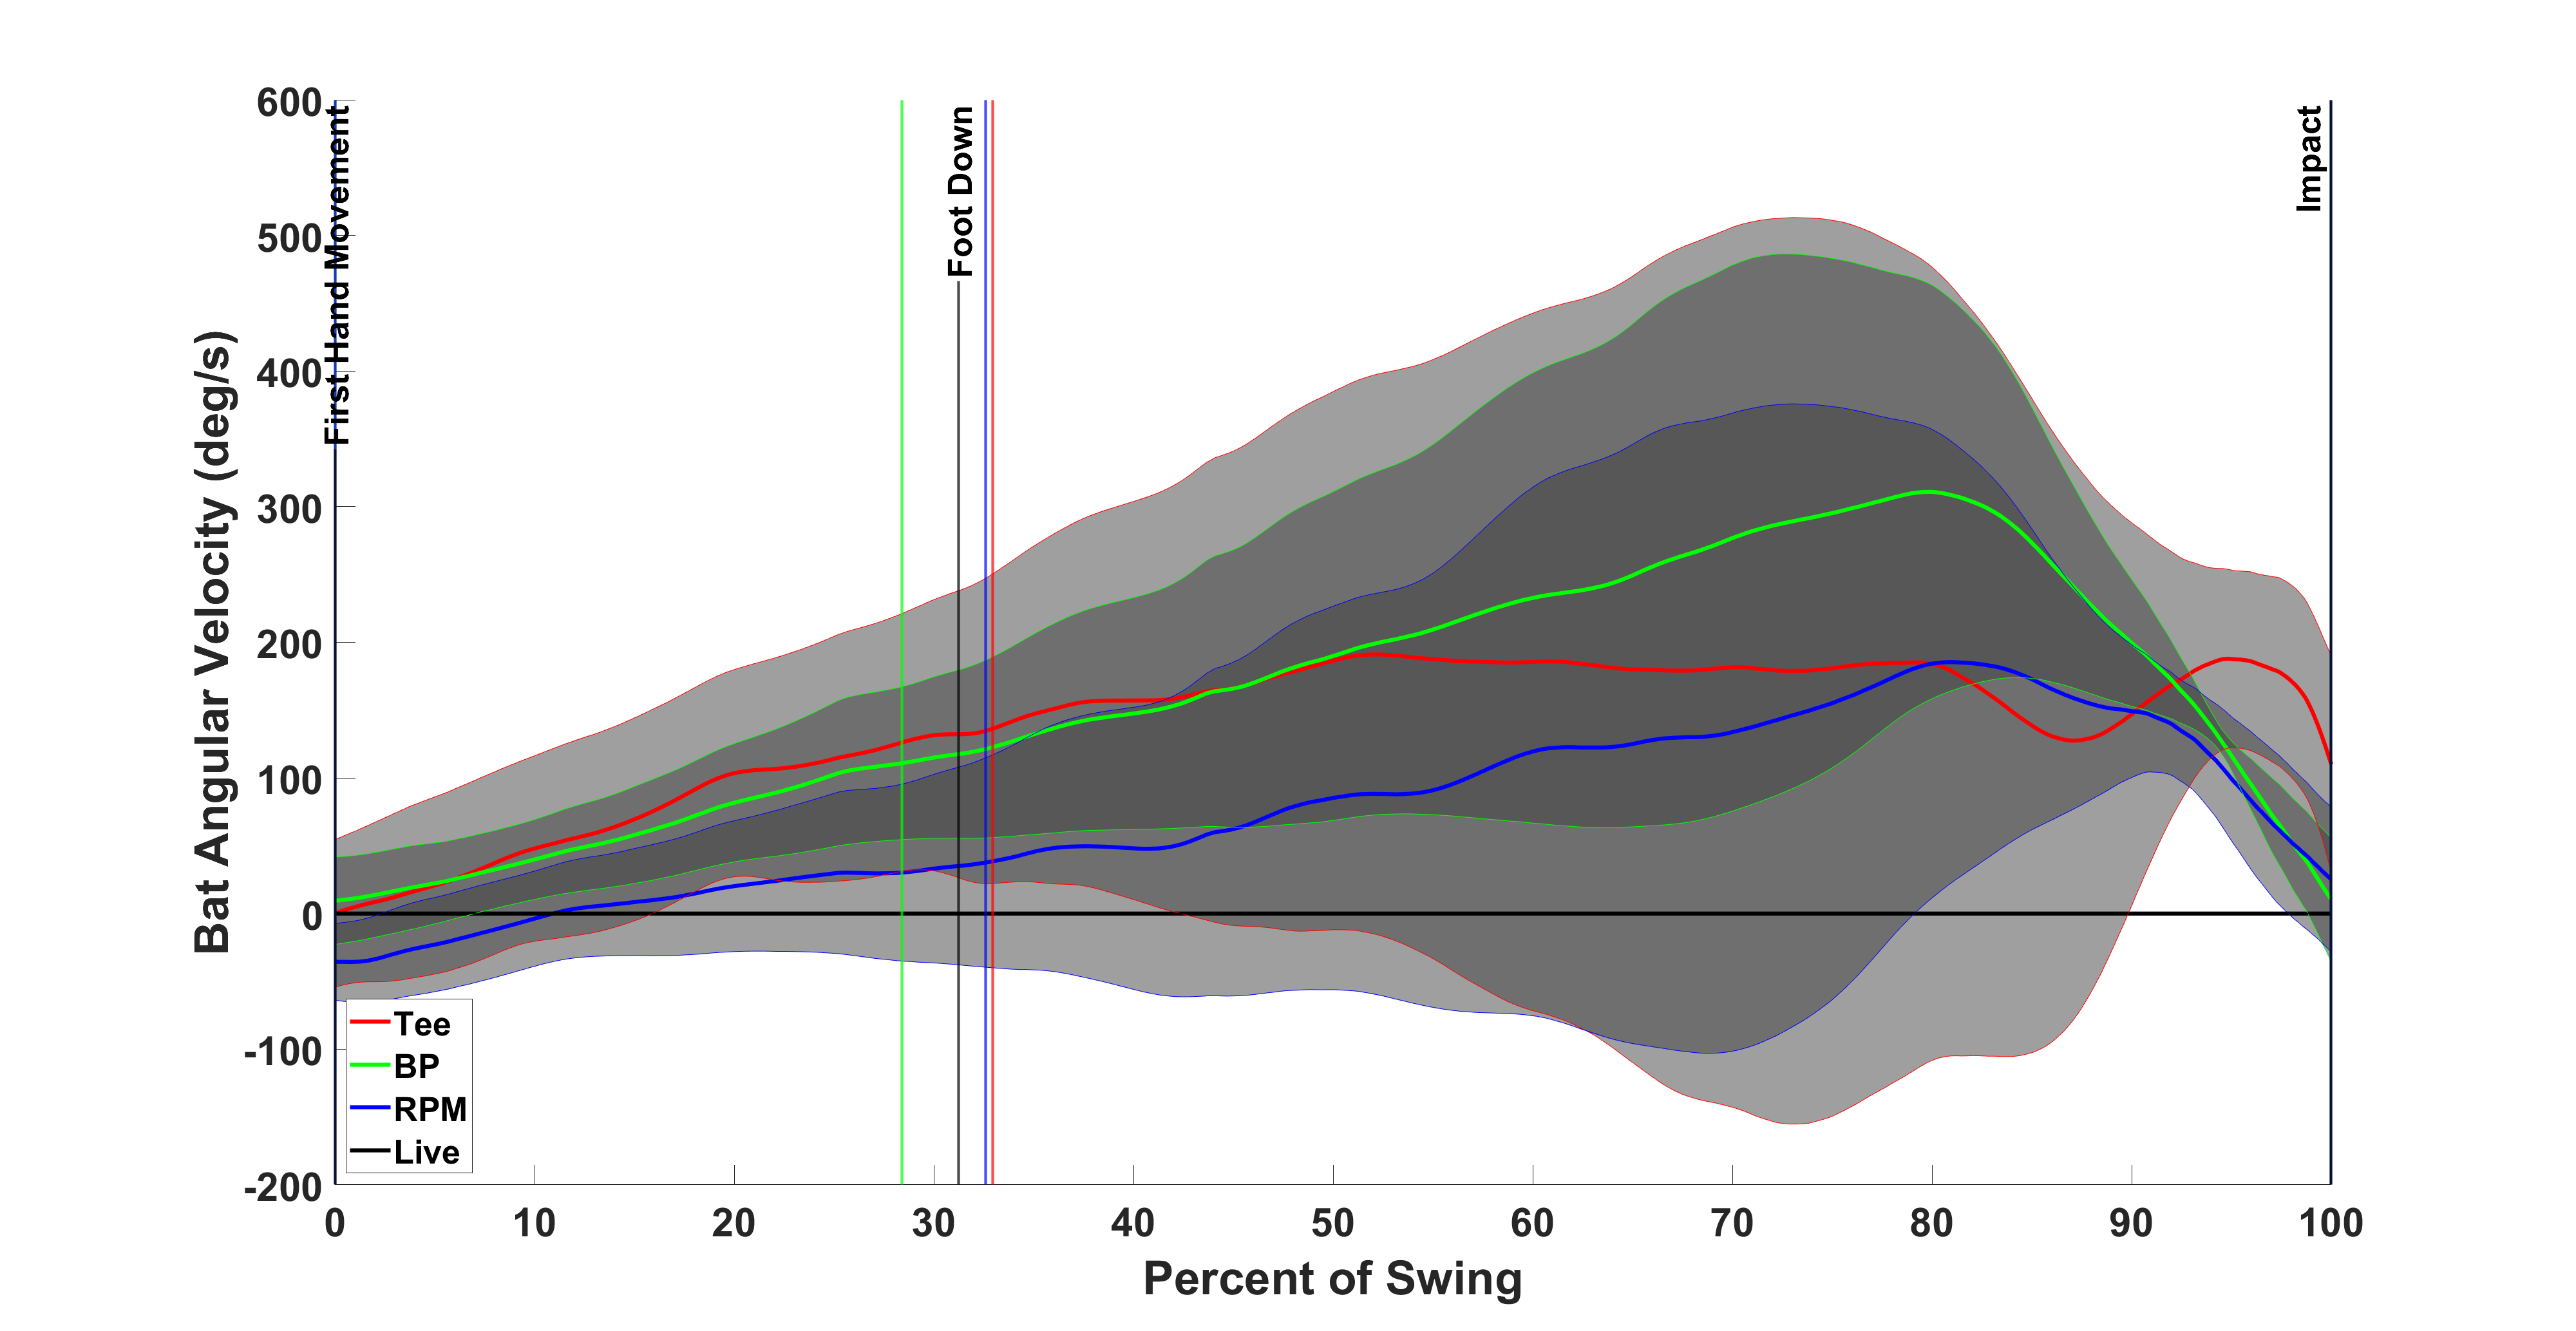 600
500
400
300
200
100
0
-100
-200
Bat Angular Velocity (deg/s)
First Hand Movement
Foot Down
Impact
Tee
BP
RPM
Live
0 10 20 30 40 50 60 70 80 90 100
Percent of Swing